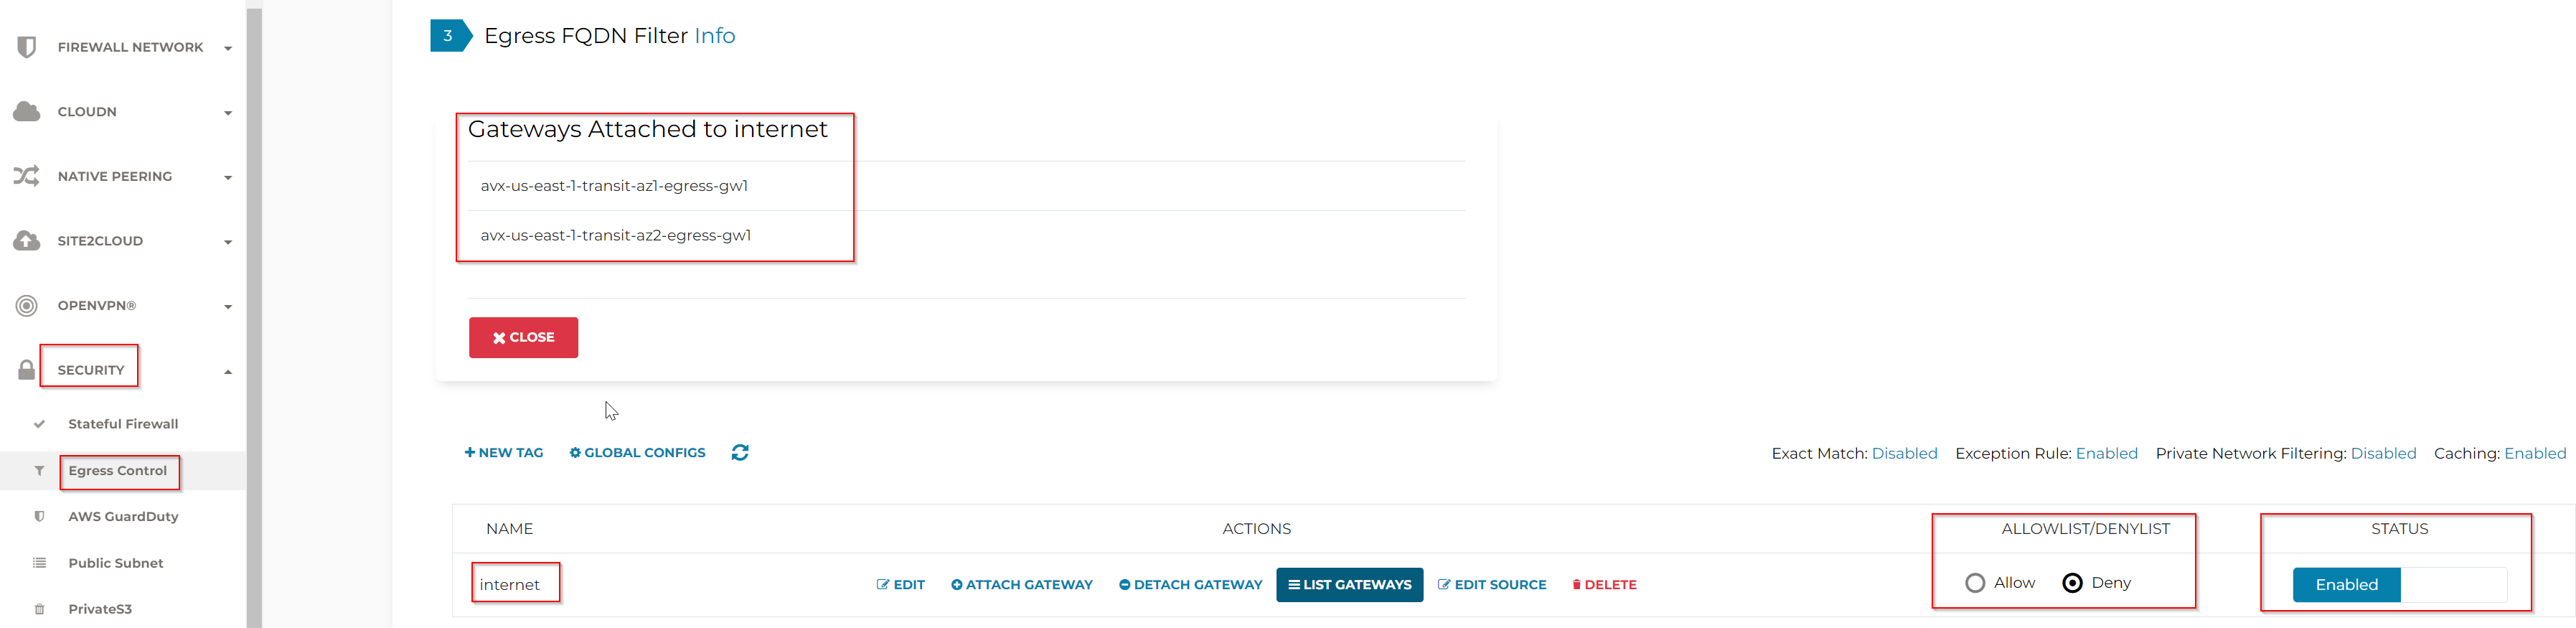 FIREWALL NETWORK
CLOUDN
NATIVE PEERING
SITE2CLOUD
OPENVPN®
SECURITY
Stateful Firewall
Egress Control
AWS GuardDuty
Public Subnet
PrivateS3
3 Egress FQDN Filter Info
Gateways Attached to internet
avx-us-east-1-transit-az1-egress-gw1
avx-us-east-1-transit-az2-egress-gw1
CLOSE
NEW TAG GLOBAL CONFIGS
Exact Match: Disabled Exception Rule: Enabled Private Network Filtering: Disabled Caching: Enabled
NAME ACTIONS ALLOWLIST/DENYLIST STATUS
internet EDIT ATTACH GATEWAY DETACH GATEWAY LIST GATEWAYS EDIT SOURCE DELETE Allow Deny Enabled